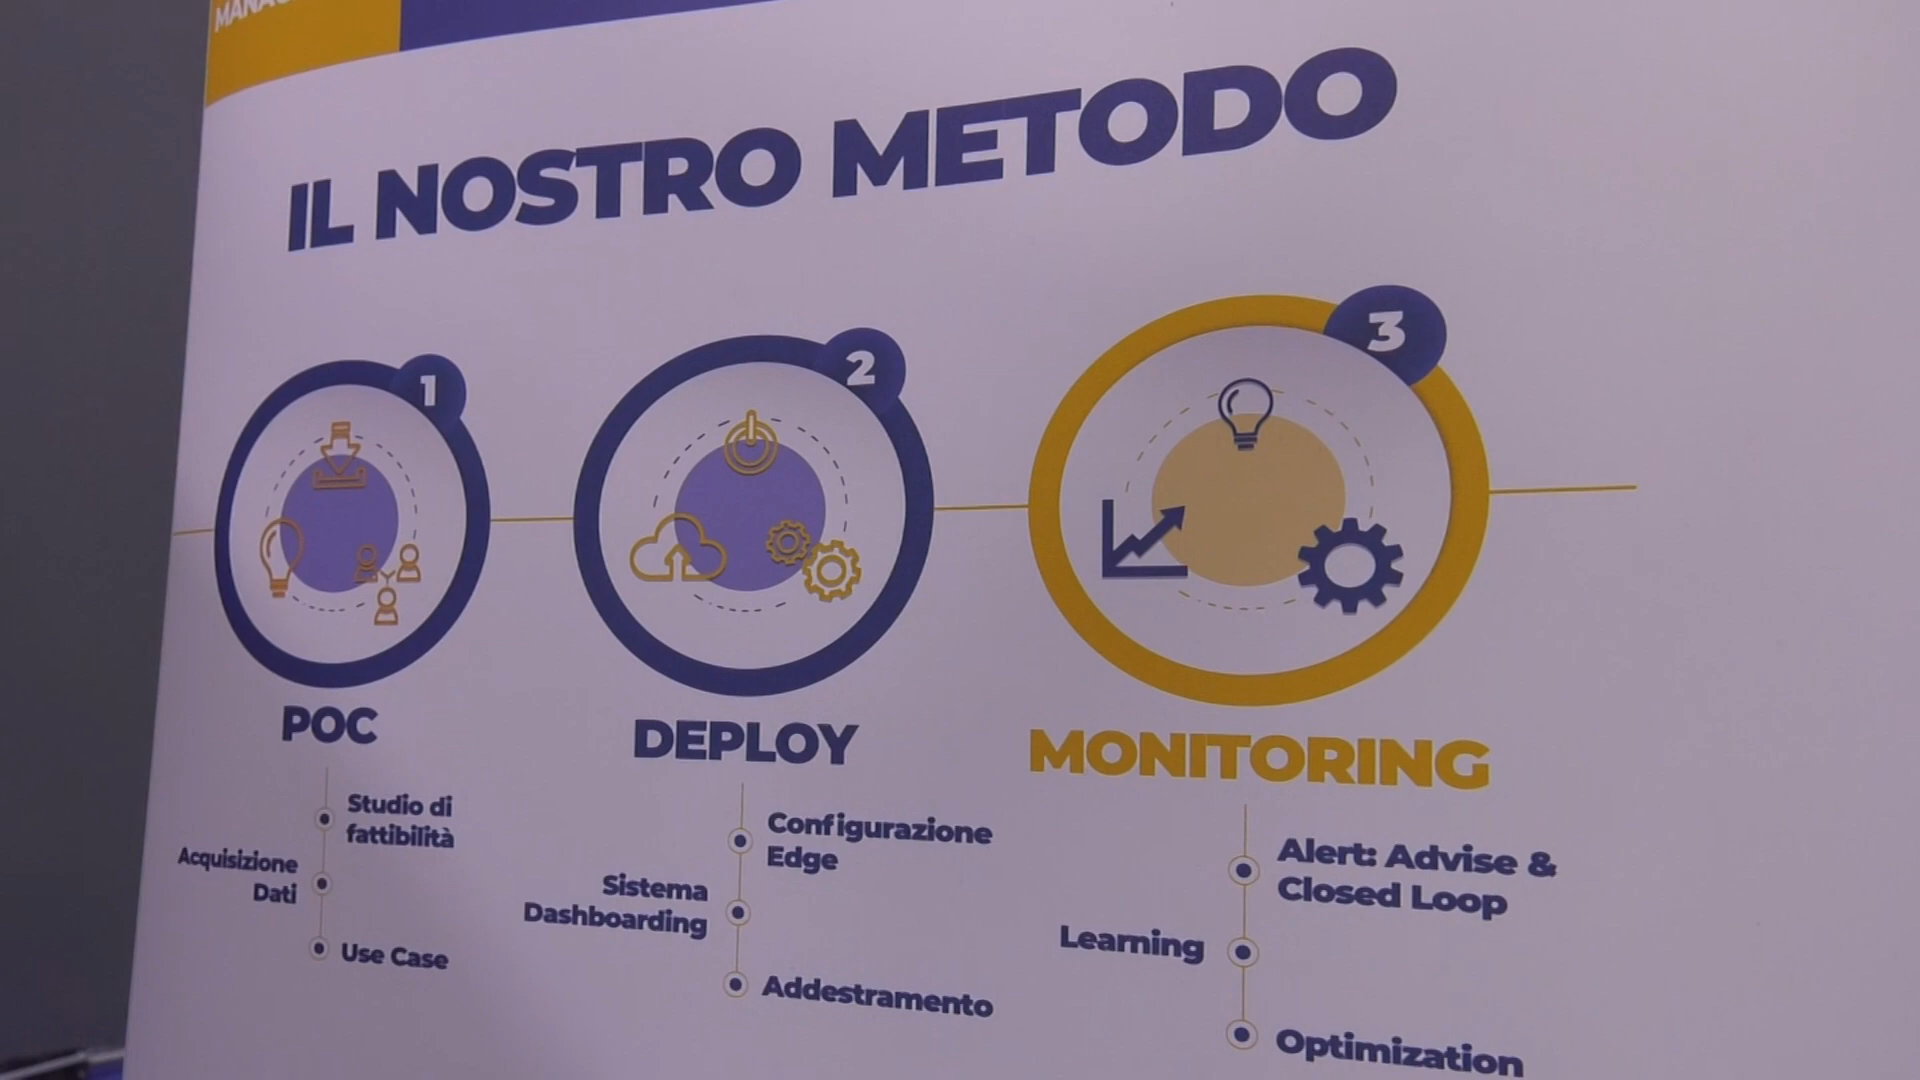 IL NOSTRO METODO
1
2
3
POC
Studio di
fattibilità
Acquisizione
Dati
Use Case
DEPLOY
Configurazione
Edge
Sistema
Dashboarding
Addestramento
MONITORING
Alert: Advise &
Closed Loop
Learning
Optimization